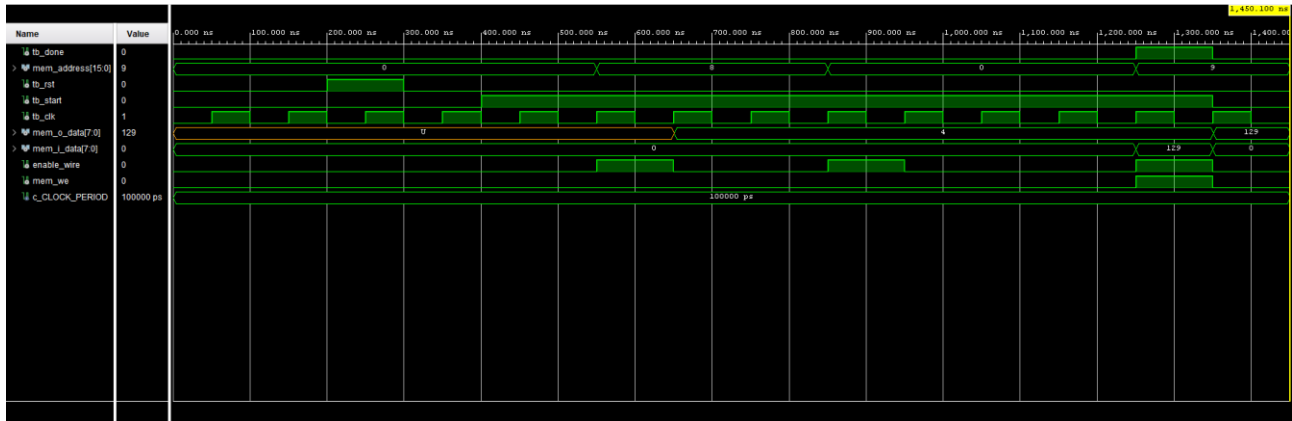 1,450.100 ns
Name Value 0.000 ns 100.000 ns 200.000 ns 300.000 ns 400.000 ns 500.000 ns 600.000 ns 700.000 ns 800.000 ns 900.000 ns 1,000.000 ns 1,100.000 ns 1,200.000 ns 1,300.000 ns 1,400.00
tb_done 0
mem_address[15:0] 9 0 8 0 9
tb_rst 0
tb_start 0
tb_clk 1
mem_o_data[7:0] 129 U 4 129
mem_i_data[7:0] 0 0 129 0
enable_wire 0
mem_we 0
c_CLOCK_PERIOD 100000 ps 100000 ps